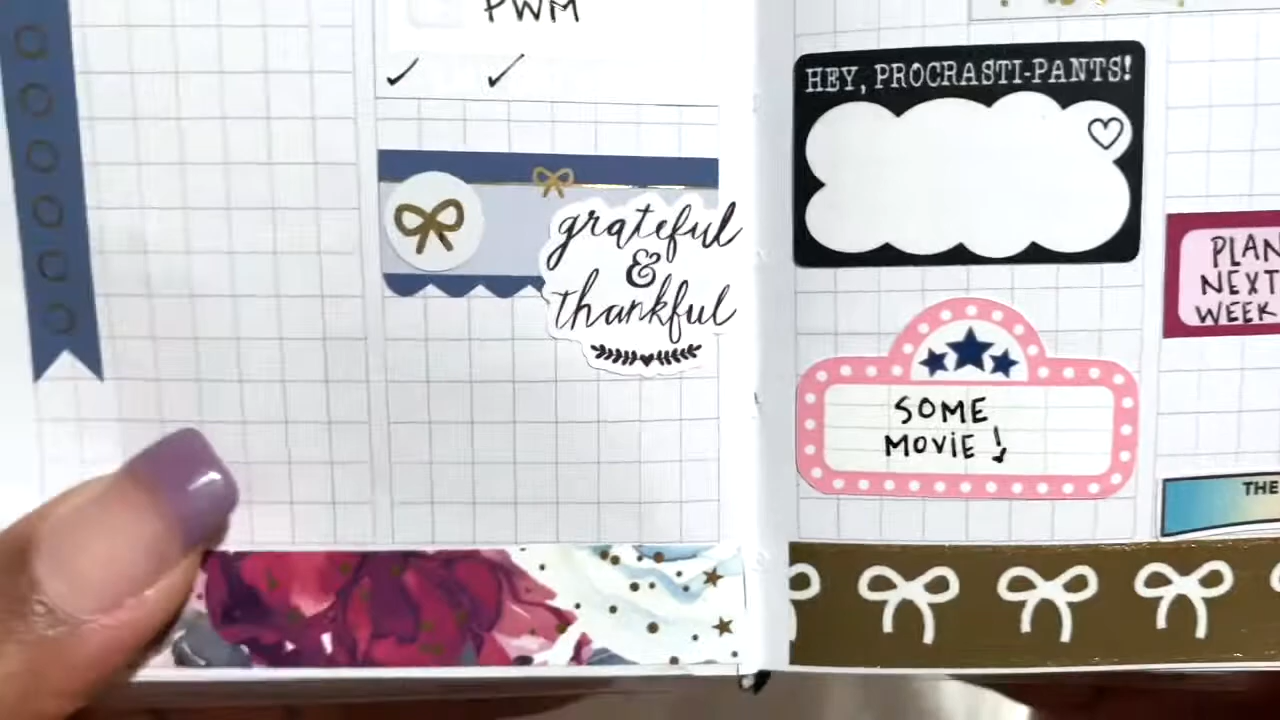 PWM
grateful
&
thankful
HEY, PROCRASTI-PANTS!
SOME
MOVIE!
PLAN
NEXT
WEEK
THE